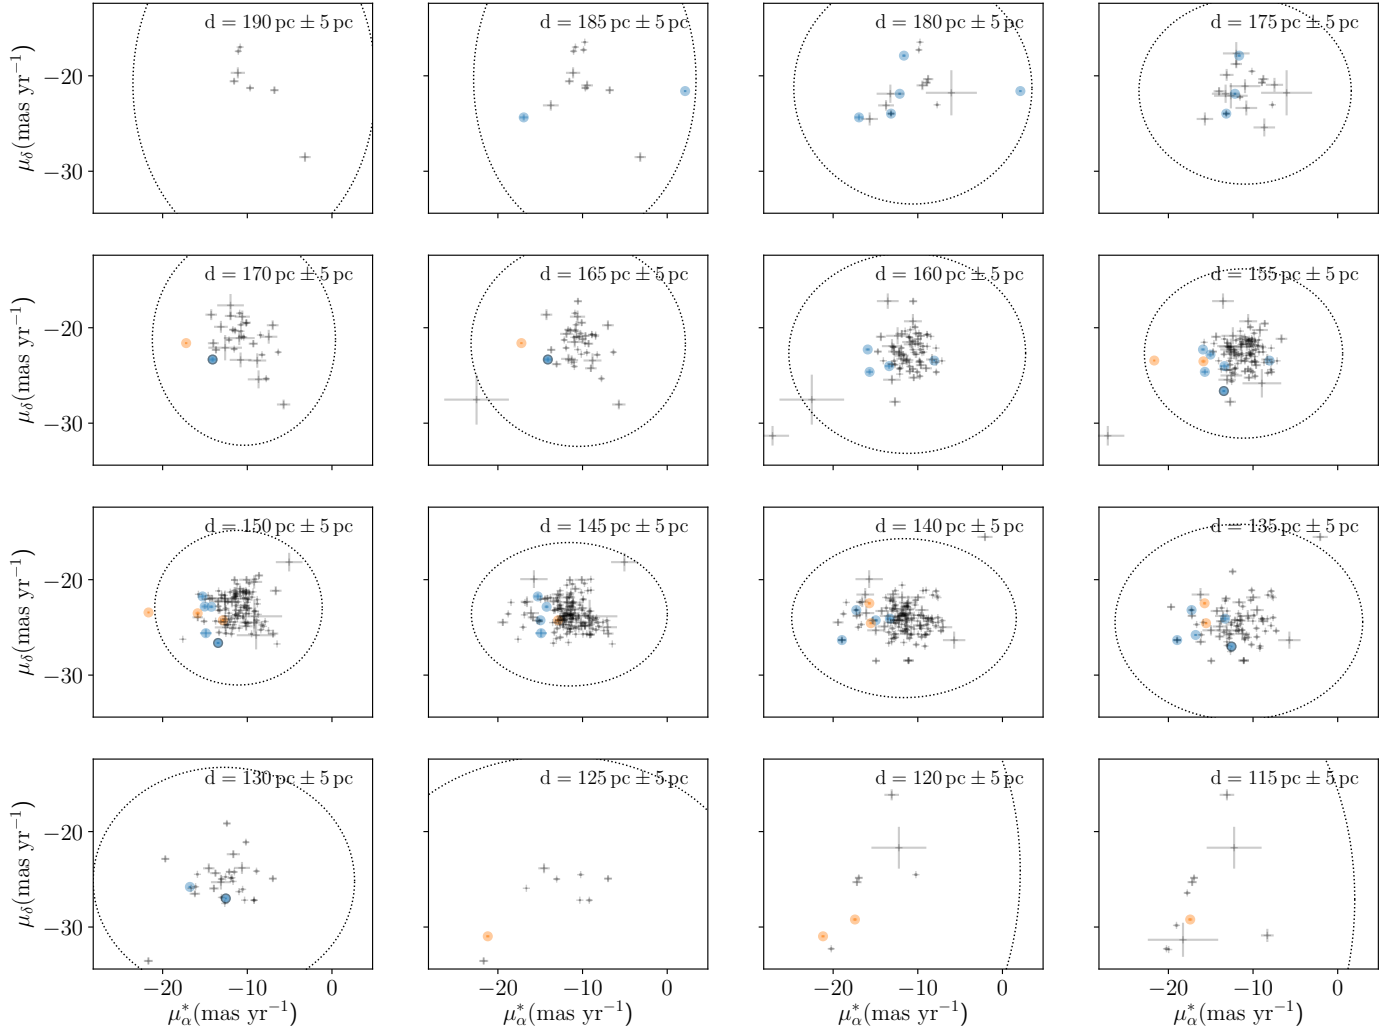 d = 190 pc ± 5 pc
d = 185 pc ± 5 pc
d = 180 pc ± 5 pc
d = 175 pc ± 5 pc
μδ(mas yr⁻¹)
−20
−30
d = 170 pc ± 5 pc
d = 165 pc ± 5 pc
d = 160 pc ± 5 pc
d = 155 pc ± 5 pc
μδ(mas yr⁻¹)
−20
−30
d = 150 pc ± 5 pc
d = 145 pc ± 5 pc
d = 140 pc ± 5 pc
d = 135 pc ± 5 pc
μδ(mas yr⁻¹)
−20
−30
d = 130 pc ± 5 pc
d = 125 pc ± 5 pc
d = 120 pc ± 5 pc
d = 115 pc ± 5 pc
μδ(mas yr⁻¹)
−20
−30
−20 −10 0
−20 −10 0
−20 −10 0
−20 −10 0
μ*α(mas yr⁻¹)
μ*α(mas yr⁻¹)
μ*α(mas yr⁻¹)
μ*α(mas yr⁻¹)